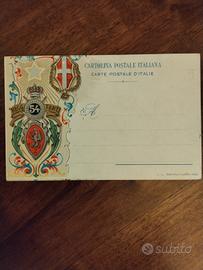 CARTOLINA POSTALE ITALIANA
CARTE POSTALE D'ITALIE
54
A
subito